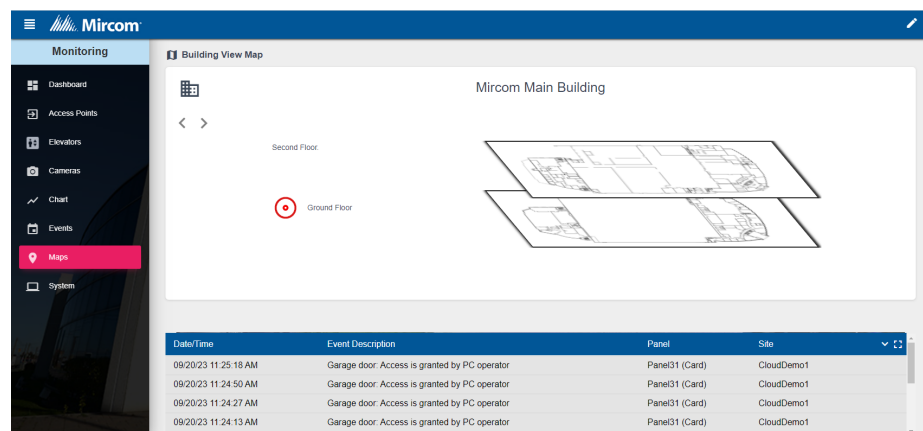 Mircom
Monitoring
Building View Map
Dashboard
Access Points
Elevators
Cameras
Chart
Events
Maps
System
Mircom Main Building
Second Floor
Ground Floor
Date/Time Event Description Panel Site
09/20/23 11:25:18 AM Garage door: Access is granted by PC operator Panel31 (Card) CloudDemo1
09/20/23 11:24:50 AM Garage door: Access is granted by PC operator Panel31 (Card) CloudDemo1
09/20/23 11:24:27 AM Garage door: Access is granted by PC operator Panel31 (Card) CloudDemo1
09/20/23 11:24:13 AM Garage door: Access is granted by PC operator Panel31 (Card) CloudDemo1